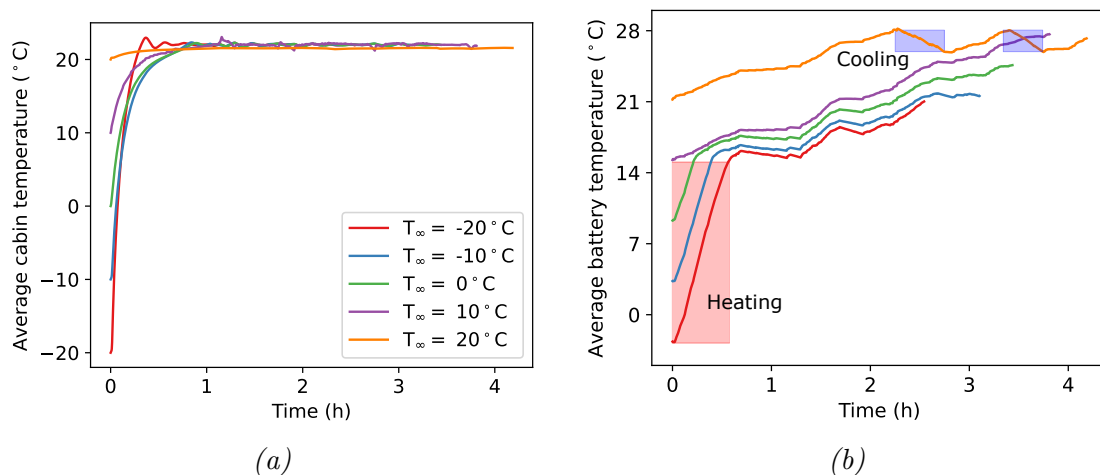 Average cabin temperature (°C)
20
10
0
−10
−20
T∞ = -20°C
T∞ = -10°C
T∞ = 0°C
T∞ = 10°C
T∞ = 20°C
0
1
2
3
4
Time (h)
(a)
Average battery temperature (°C)
28
21
14
7
0
Cooling
Heating
0
1
2
3
4
Time (h)
(b)